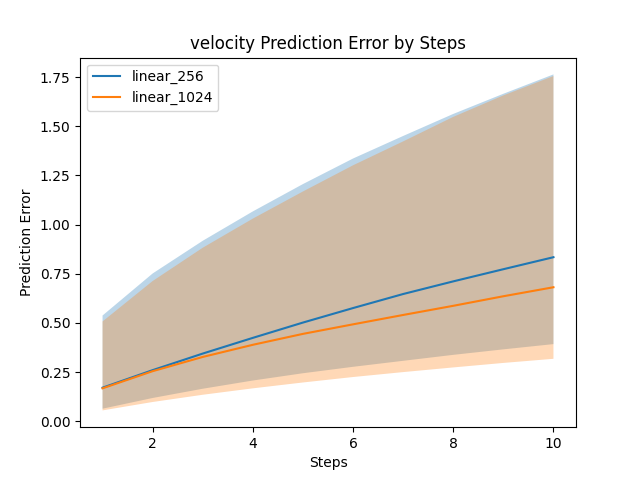 velocity Prediction Error by Steps
linear_256
linear_1024
Prediction Error
1.75
1.50
1.25
1.00
0.75
0.50
0.25
0.00
2 4 6 8 10
Steps